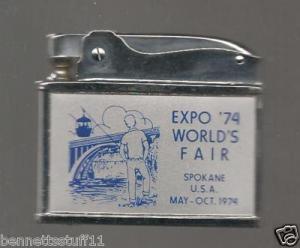 EXPO '74
WORLD'S
FAIR
SPOKANE
U.S.A.
MAY-OCT. 1974
© bennettsstuff11